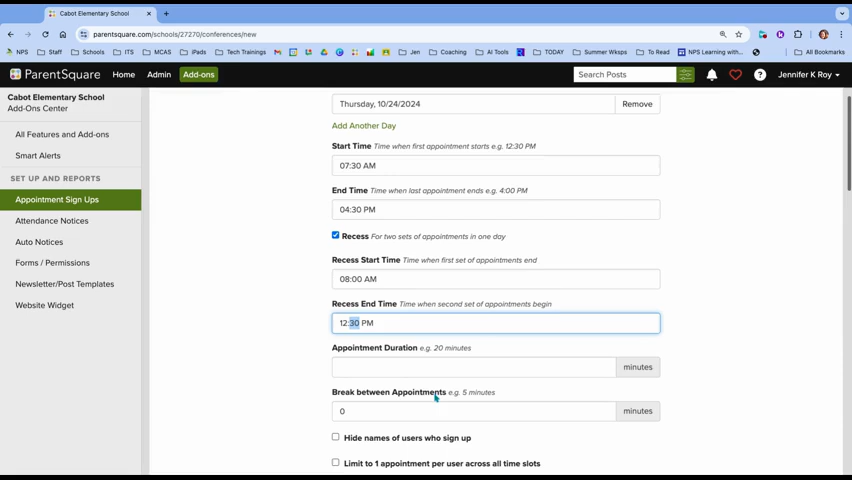 Cabot Elementary School
parentsquare.com/schools/27270/conferences/new
NPS
Staff
Schools
ITS
MCAS
iPads
Tech Trainings
Jen
Coaching
AI Tools
TODAY
Summer Wksps
To Read
NPS Learning with...
All Bookmarks
ParentSquare
Home
Admin
Add-ons
Search Posts
Jennifer K Roy
Cabot Elementary School
Add-Ons Center
All Features and Add-ons
Smart Alerts
SET UP AND REPORTS
Appointment Sign Ups
Attendance Notices
Auto Notices
Forms / Permissions
Newsletter/Post Templates
Website Widget
Thursday, 10/24/2024
Remove
Add Another Day
Start Time Time when first appointment starts e.g. 12:30 PM
07:30 AM
End Time Time when last appointment ends e.g. 4:00 PM
04:30 PM
Recess For two sets of appointments in one day
Recess Start Time Time when first set of appointments end
08:00 AM
Recess End Time Time when second set of appointments begin
12:30 PM
Appointment Duration e.g. 20 minutes
minutes
Break between Appointments e.g. 5 minutes
0
minutes
Hide names of users who sign up
Limit to 1 appointment per user across all time slots